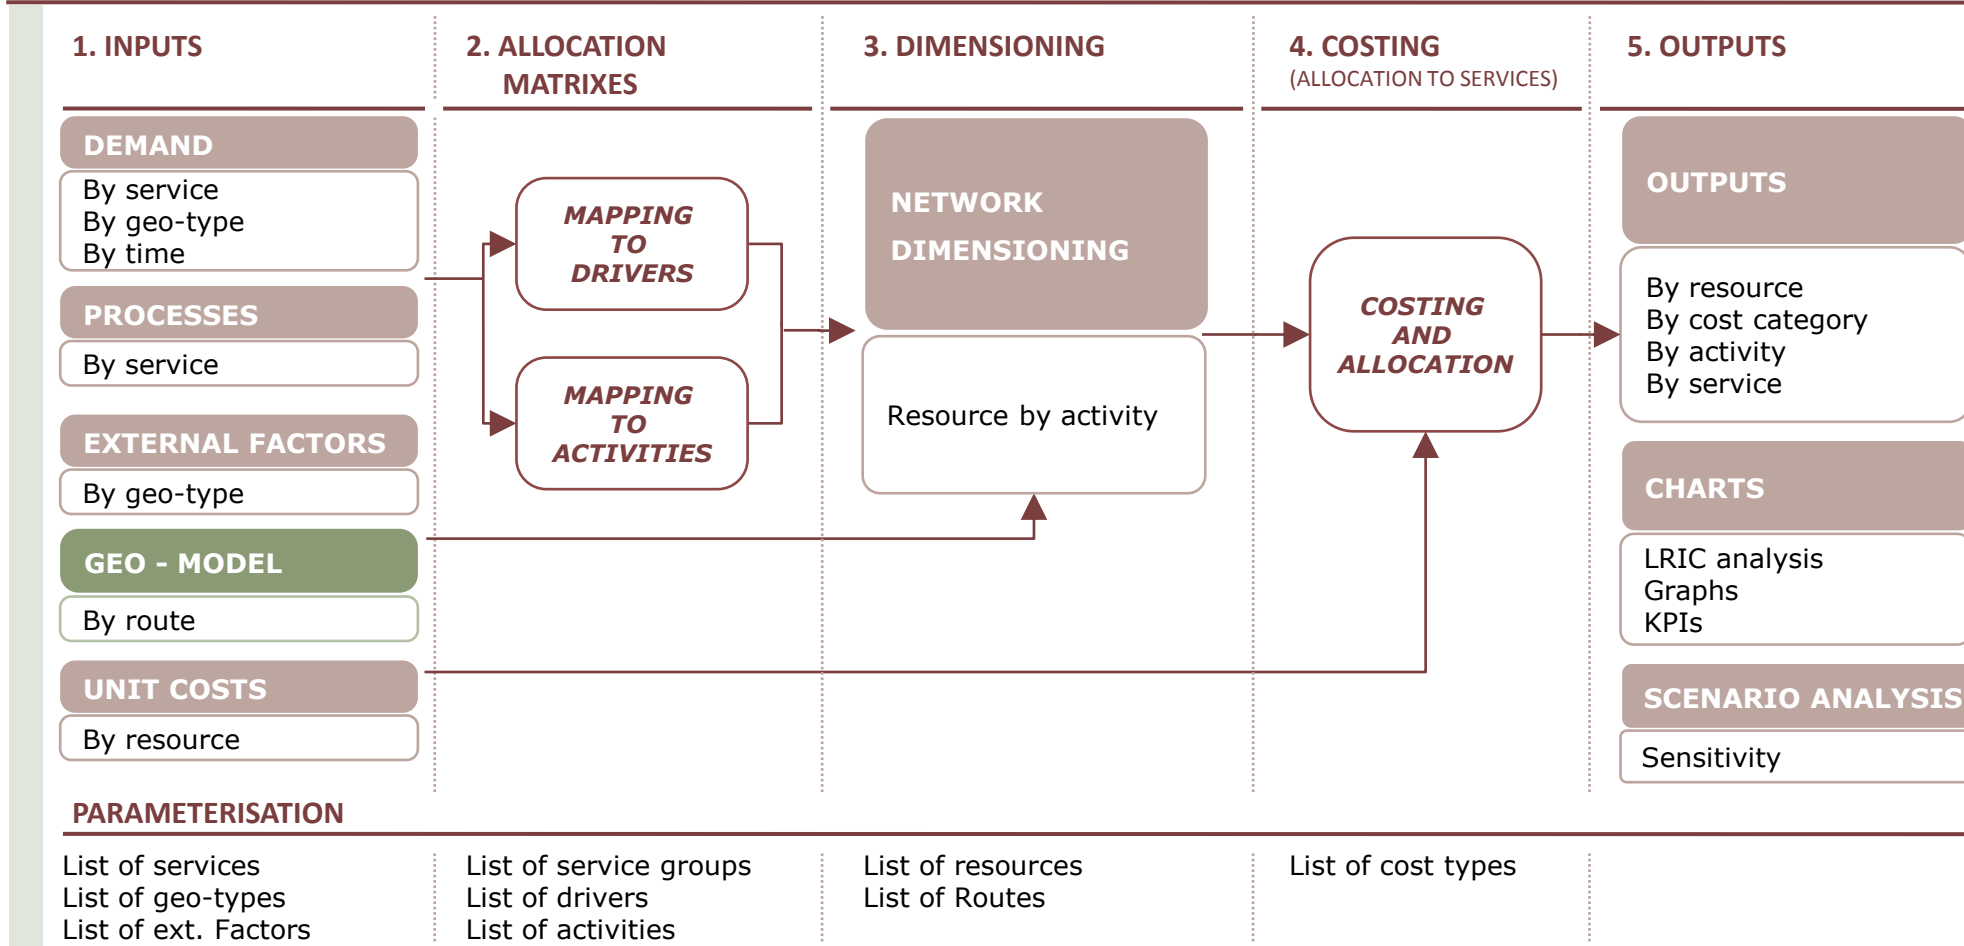 1. INPUTS
DEMAND
By service
By geo-type
By time
PROCESSES
By service
EXTERNAL FACTORS
By geo-type
GEO - MODEL
By route
UNIT COSTS
By resource
2. ALLOCATION
MATRIXES
MAPPING
TO
DRIVERS
MAPPING
TO
ACTIVITIES
3. DIMENSIONING
NETWORK
DIMENSIONING
Resource by activity
4. COSTING
(ALLOCATION TO SERVICES)
COSTING
AND
ALLOCATION
5. OUTPUTS
OUTPUTS
By resource
By cost category
By activity
By service
CHARTS
LRIC analysis
Graphs
KPIs
SCENARIO ANALYSIS
Sensitivity
PARAMETERISATION
List of services
List of geo-types
List of ext. Factors
List of service groups
List of drivers
List of activities
List of resources
List of Routes
List of cost types